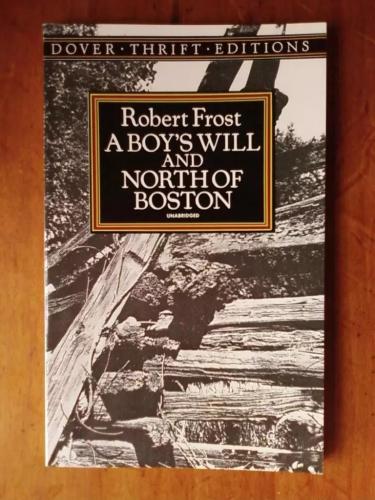 DOVER · THRIFT · EDITIONS
Robert Frost
A BOY'S WILL
AND
NORTH OF
BOSTON
UNABRIDGED